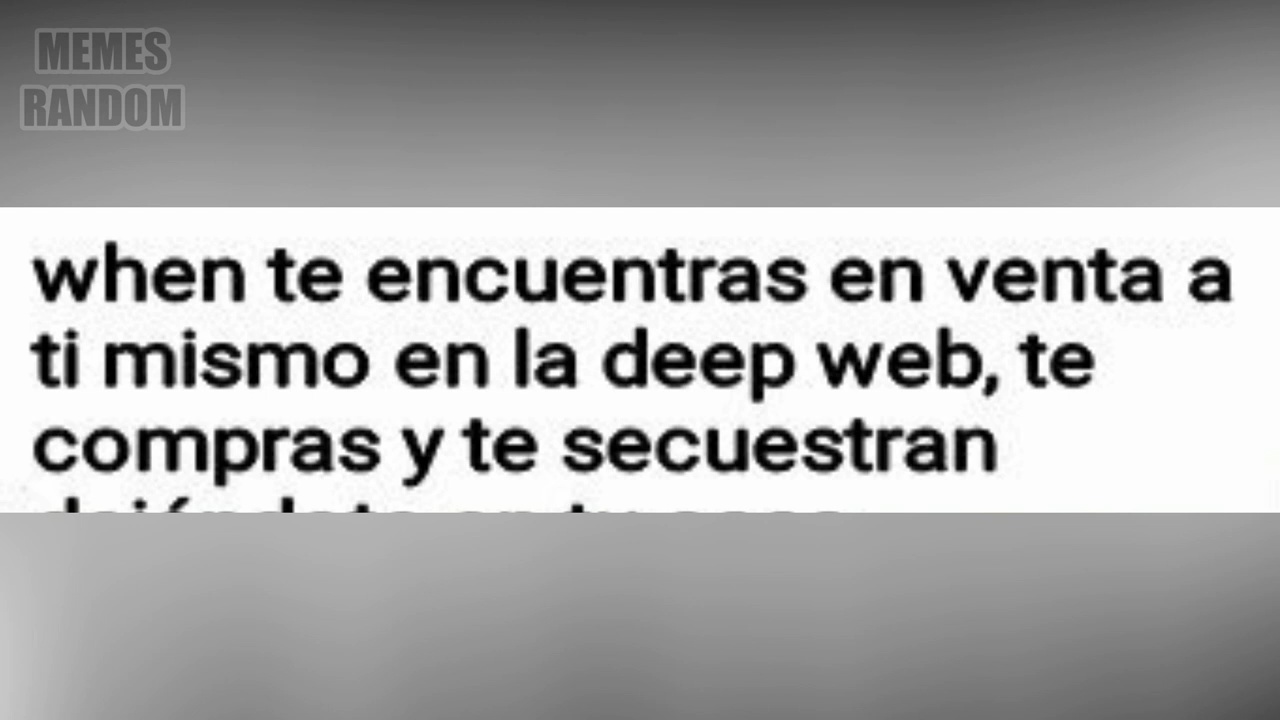 MEMES
RANDOM
when te encuentras en venta a
ti mismo en la deep web, te
compras y te secuestran